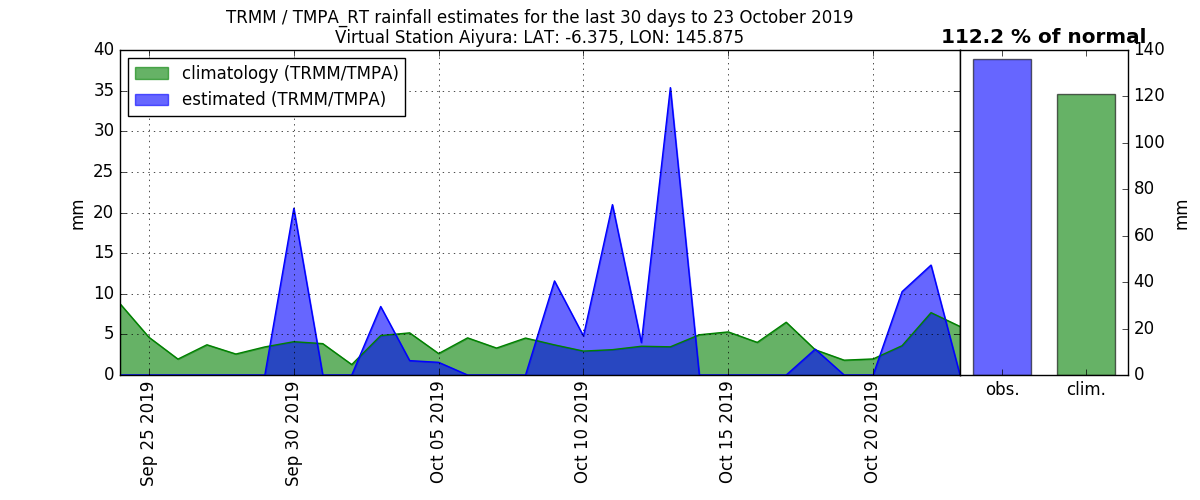 TRMM / TMPA_RT rainfall estimates for the last 30 days to 23 October 2019
Virtual Station Aiyura: LAT: -6.375, LON: 145.875
112.2 % of normal
climatology (TRMM/TMPA)
estimated (TRMM/TMPA)
mm
40
35
30
25
20
15
10
5
0
Sep 25 2019
Sep 30 2019
Oct 05 2019
Oct 10 2019
Oct 15 2019
Oct 20 2019
obs.
clim.
140
120
100
80
60
40
20
0
mm